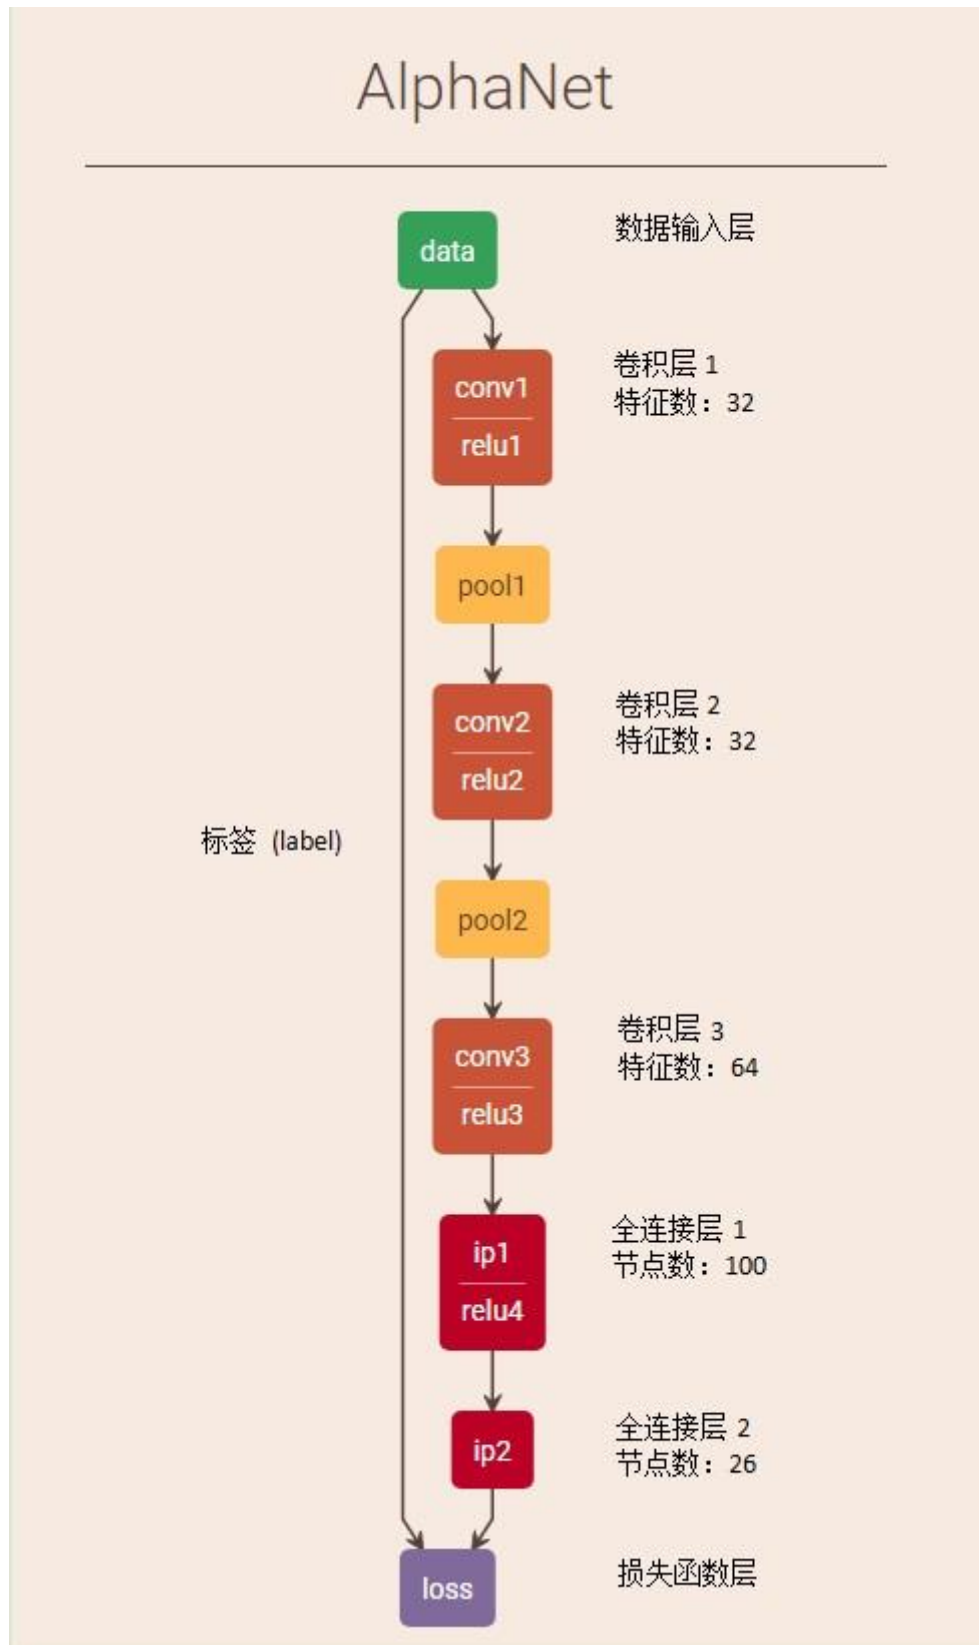 AlphaNet
data
数据输入层
conv1
relu1
卷积层 1
特征数：32
pool1
conv2
relu2
卷积层 2
特征数：32
标签 (label)
pool2
conv3
relu3
卷积层 3
特征数：64
ip1
relu4
全连接层 1
节点数：100
ip2
全连接层 2
节点数：26
loss
损失函数层